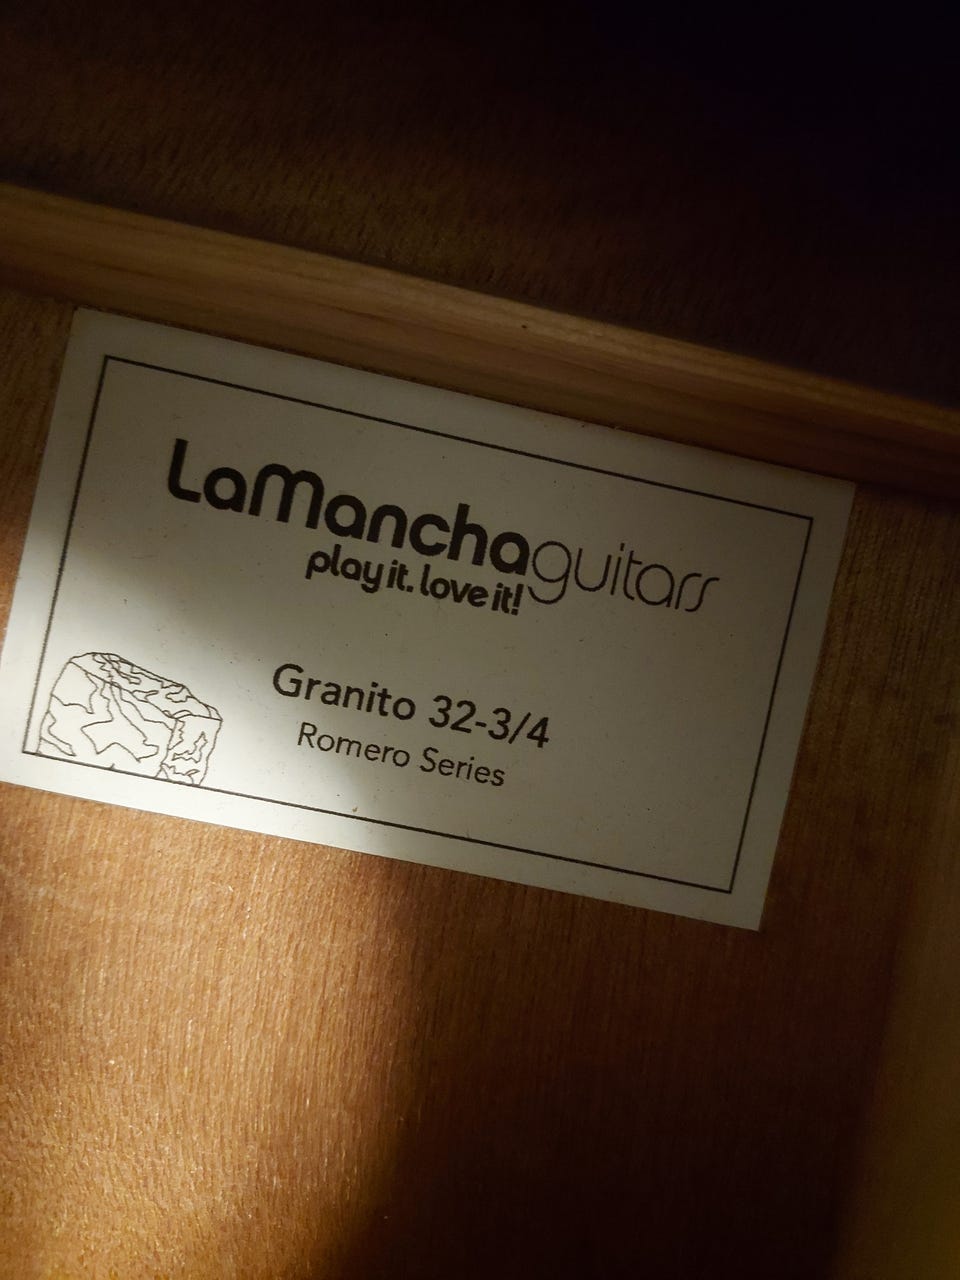 LaManchaguitars
play it. love it!
Granito 32-3/4
Romero Series